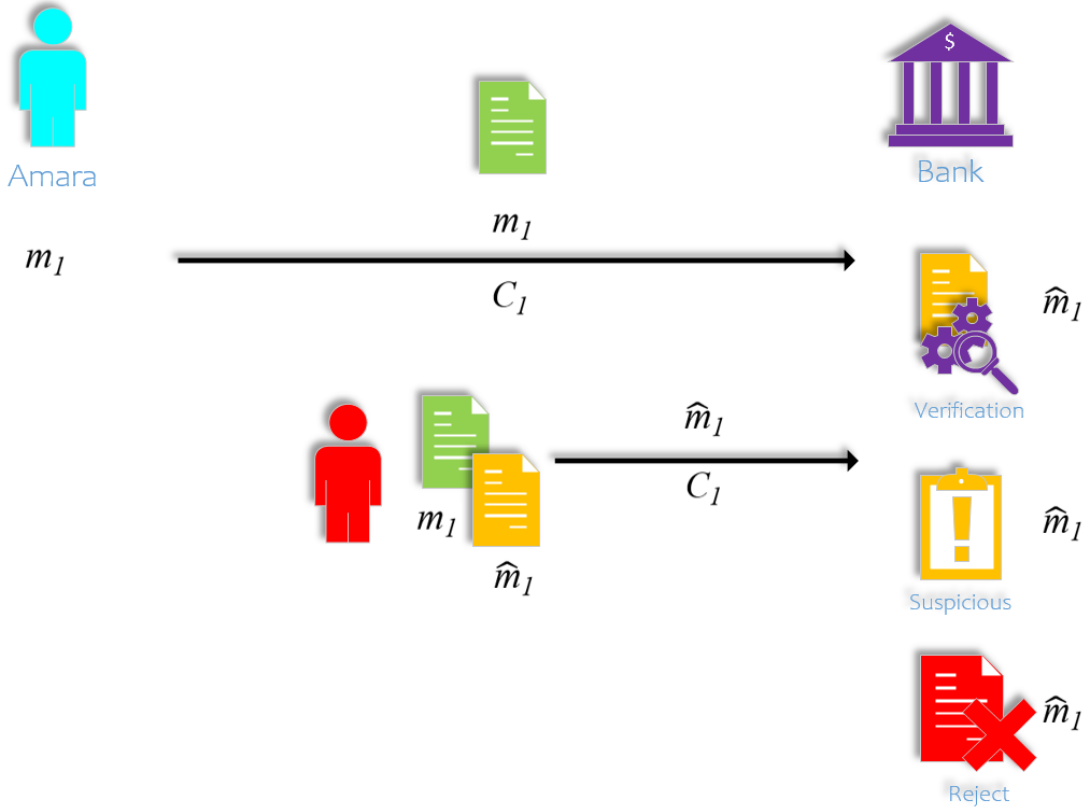 $
Amara
Bank
m₁
m₁
C₁
m̂₁
Verification
m̂₁
C₁
m₁
m̂₁
m̂₁
Suspicious
m̂₁
Reject